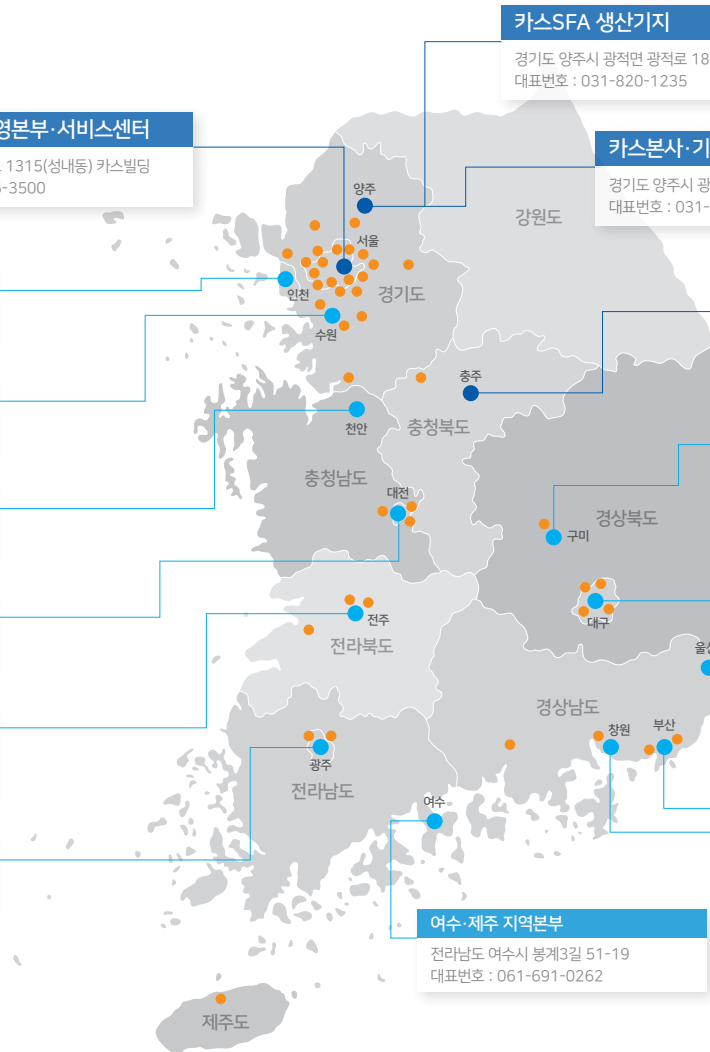 카스SFA 생산기지
경기도 양주시 광적면 광적로 18
대표번호 : 031-820-1235
영본부·서비스센터
1315(성내동) 카스빌딩
-3500
카스본사·기
경기도 양주시 광
대표번호 : 031-
양주
강원도
서울
인천
경기도
수원
충주
천안
충청북도
충청남도
대전
경상북도
구미
대구
전주
전라북도
울산
경상남도
창원
부산
광주
전라남도
여수
여수·제주 지역본부
전라남도 여수시 봉계3길 51-19
대표번호 : 061-691-0262
제주도